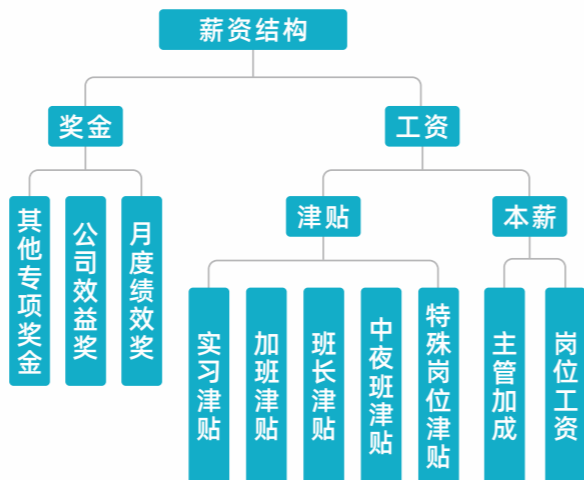 薪资结构
奖金
工资
津贴
本薪
其他专项奖金
公司效益奖
月度绩效奖
实习津贴
加班津贴
班长津贴
中夜班津贴
特殊岗位津贴
主管加成
岗位工资